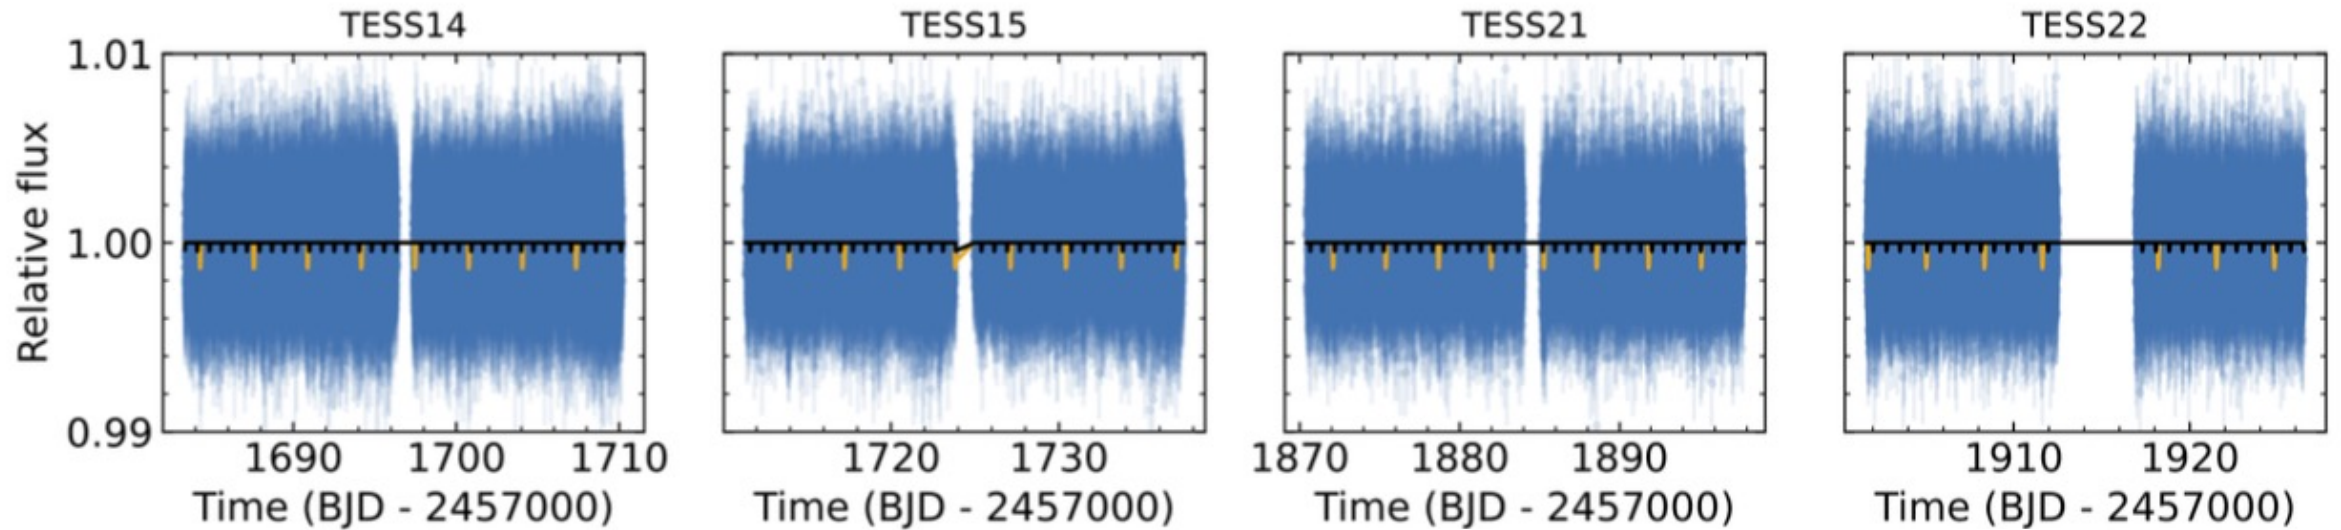 TESS14 TESS15 TESS21 TESS22
1.01
1.00
0.99
Relative flux
1690 1700 1710 1720 1730 1870 1880 1890 1910 1920
Time (BJD - 2457000) Time (BJD - 2457000) Time (BJD - 2457000) Time (BJD - 2457000)